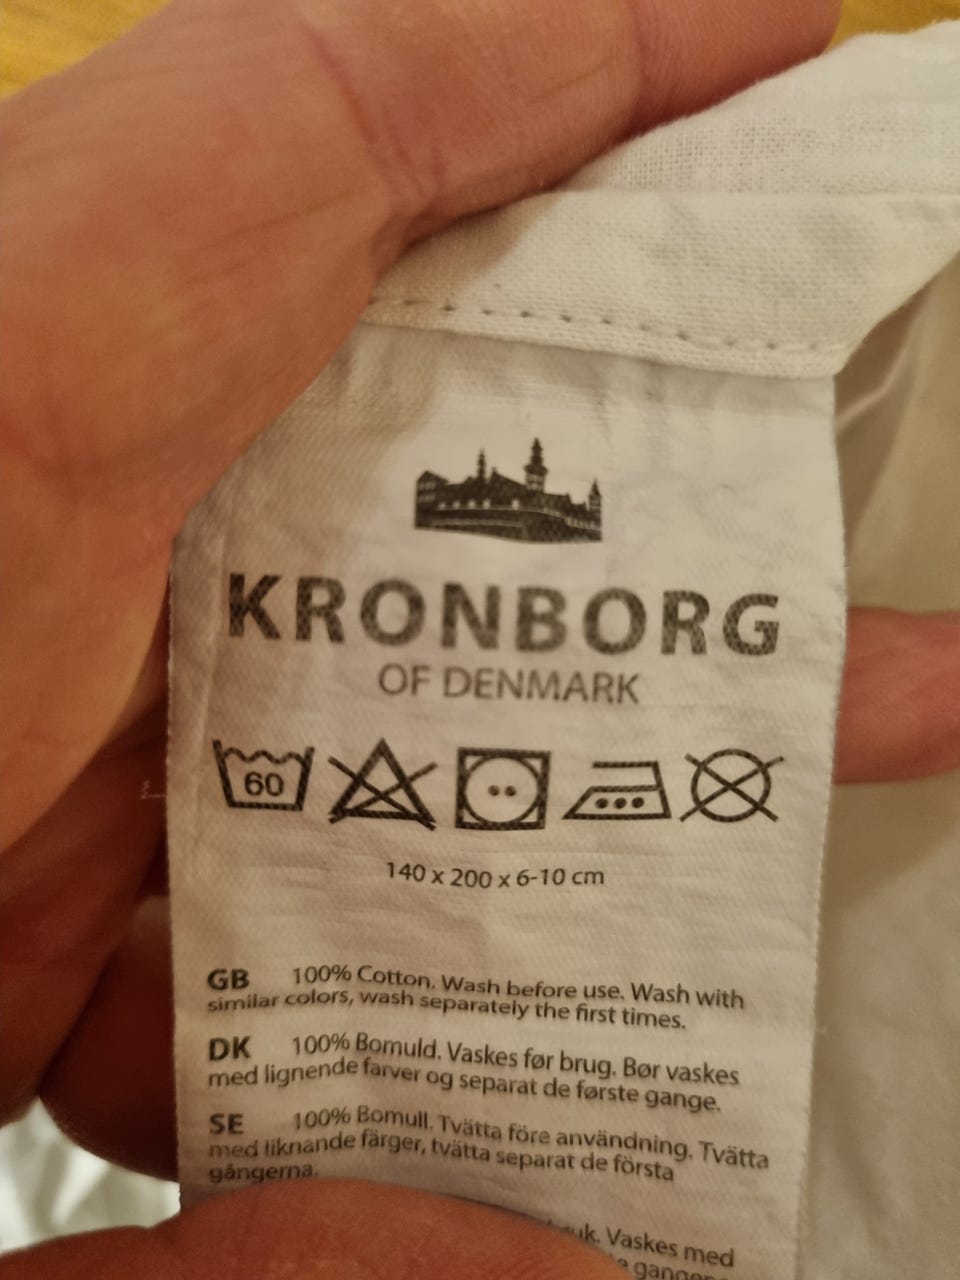 KRONBORG
OF DENMARK
60
140 x 200 x 6-10 cm
GB 100% Cotton. Wash before use. Wash with
similar colors, wash separately the first times.
DK 100% Bomuld. Vaskes før brug. Bør vaskes
med lignende farver og separat de første gange.
SE 100% Bomull. Tvätta före användning. Tvätta
med liknande färger, tvätta separat de första
gångerna.
Vaskes med